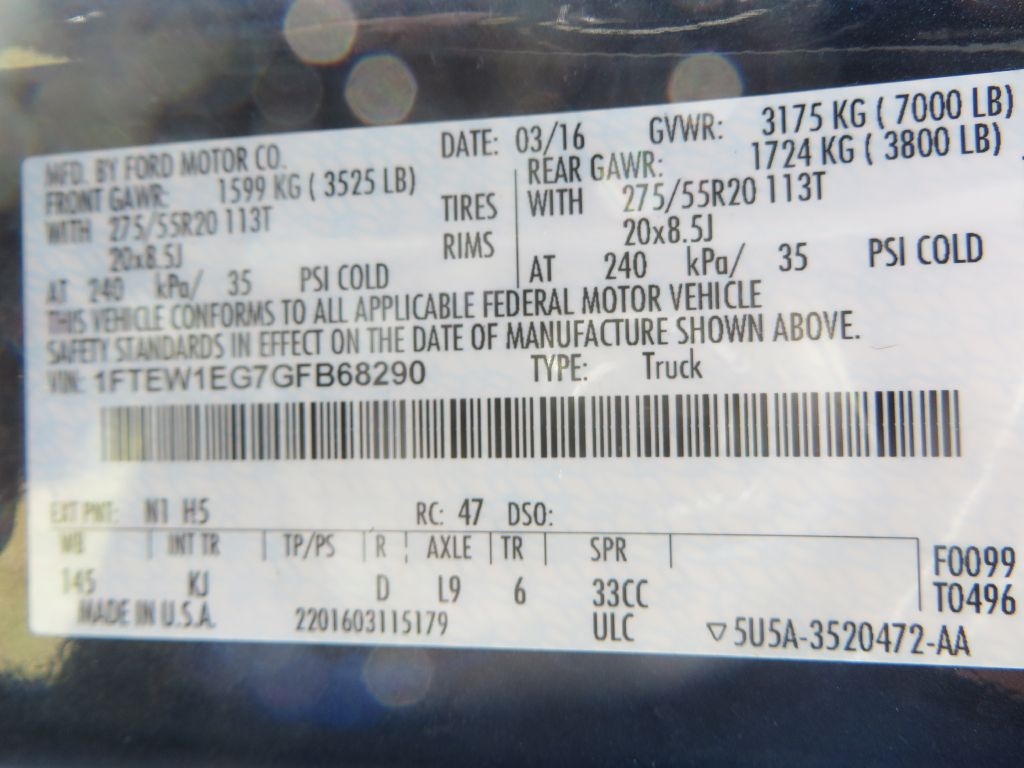 MFD. BY FORD MOTOR CO. DATE: 03/16 GVWR: 3175 KG ( 7000 LB)
FRONT GAWR: 1599 KG ( 3525 LB) REAR GAWR: 1724 KG ( 3800 LB)
WITH 275/55R20 113T TIRES WITH 275/55R20 113T
20x8.5J RIMS 20x8.5J
AT 240 kPa/ 35 PSI COLD AT 240 kPa/ 35 PSI COLD
THIS VEHICLE CONFORMS TO ALL APPLICABLE FEDERAL MOTOR VEHICLE
SAFETY STANDARDS IN EFFECT ON THE DATE OF MANUFACTURE SHOWN ABOVE.
VIN: 1FTEW1EG7GFB68290 TYPE: Truck
EXT PNT: N1 H5 RC: 47 DSO:
WB INT TR TP/PS R AXLE TR SPR F0099
145 KJ D L9 6 33CC T0496
MADE IN U.S.A. 2201603115179 ULC ▽5U5A-3520472-AA